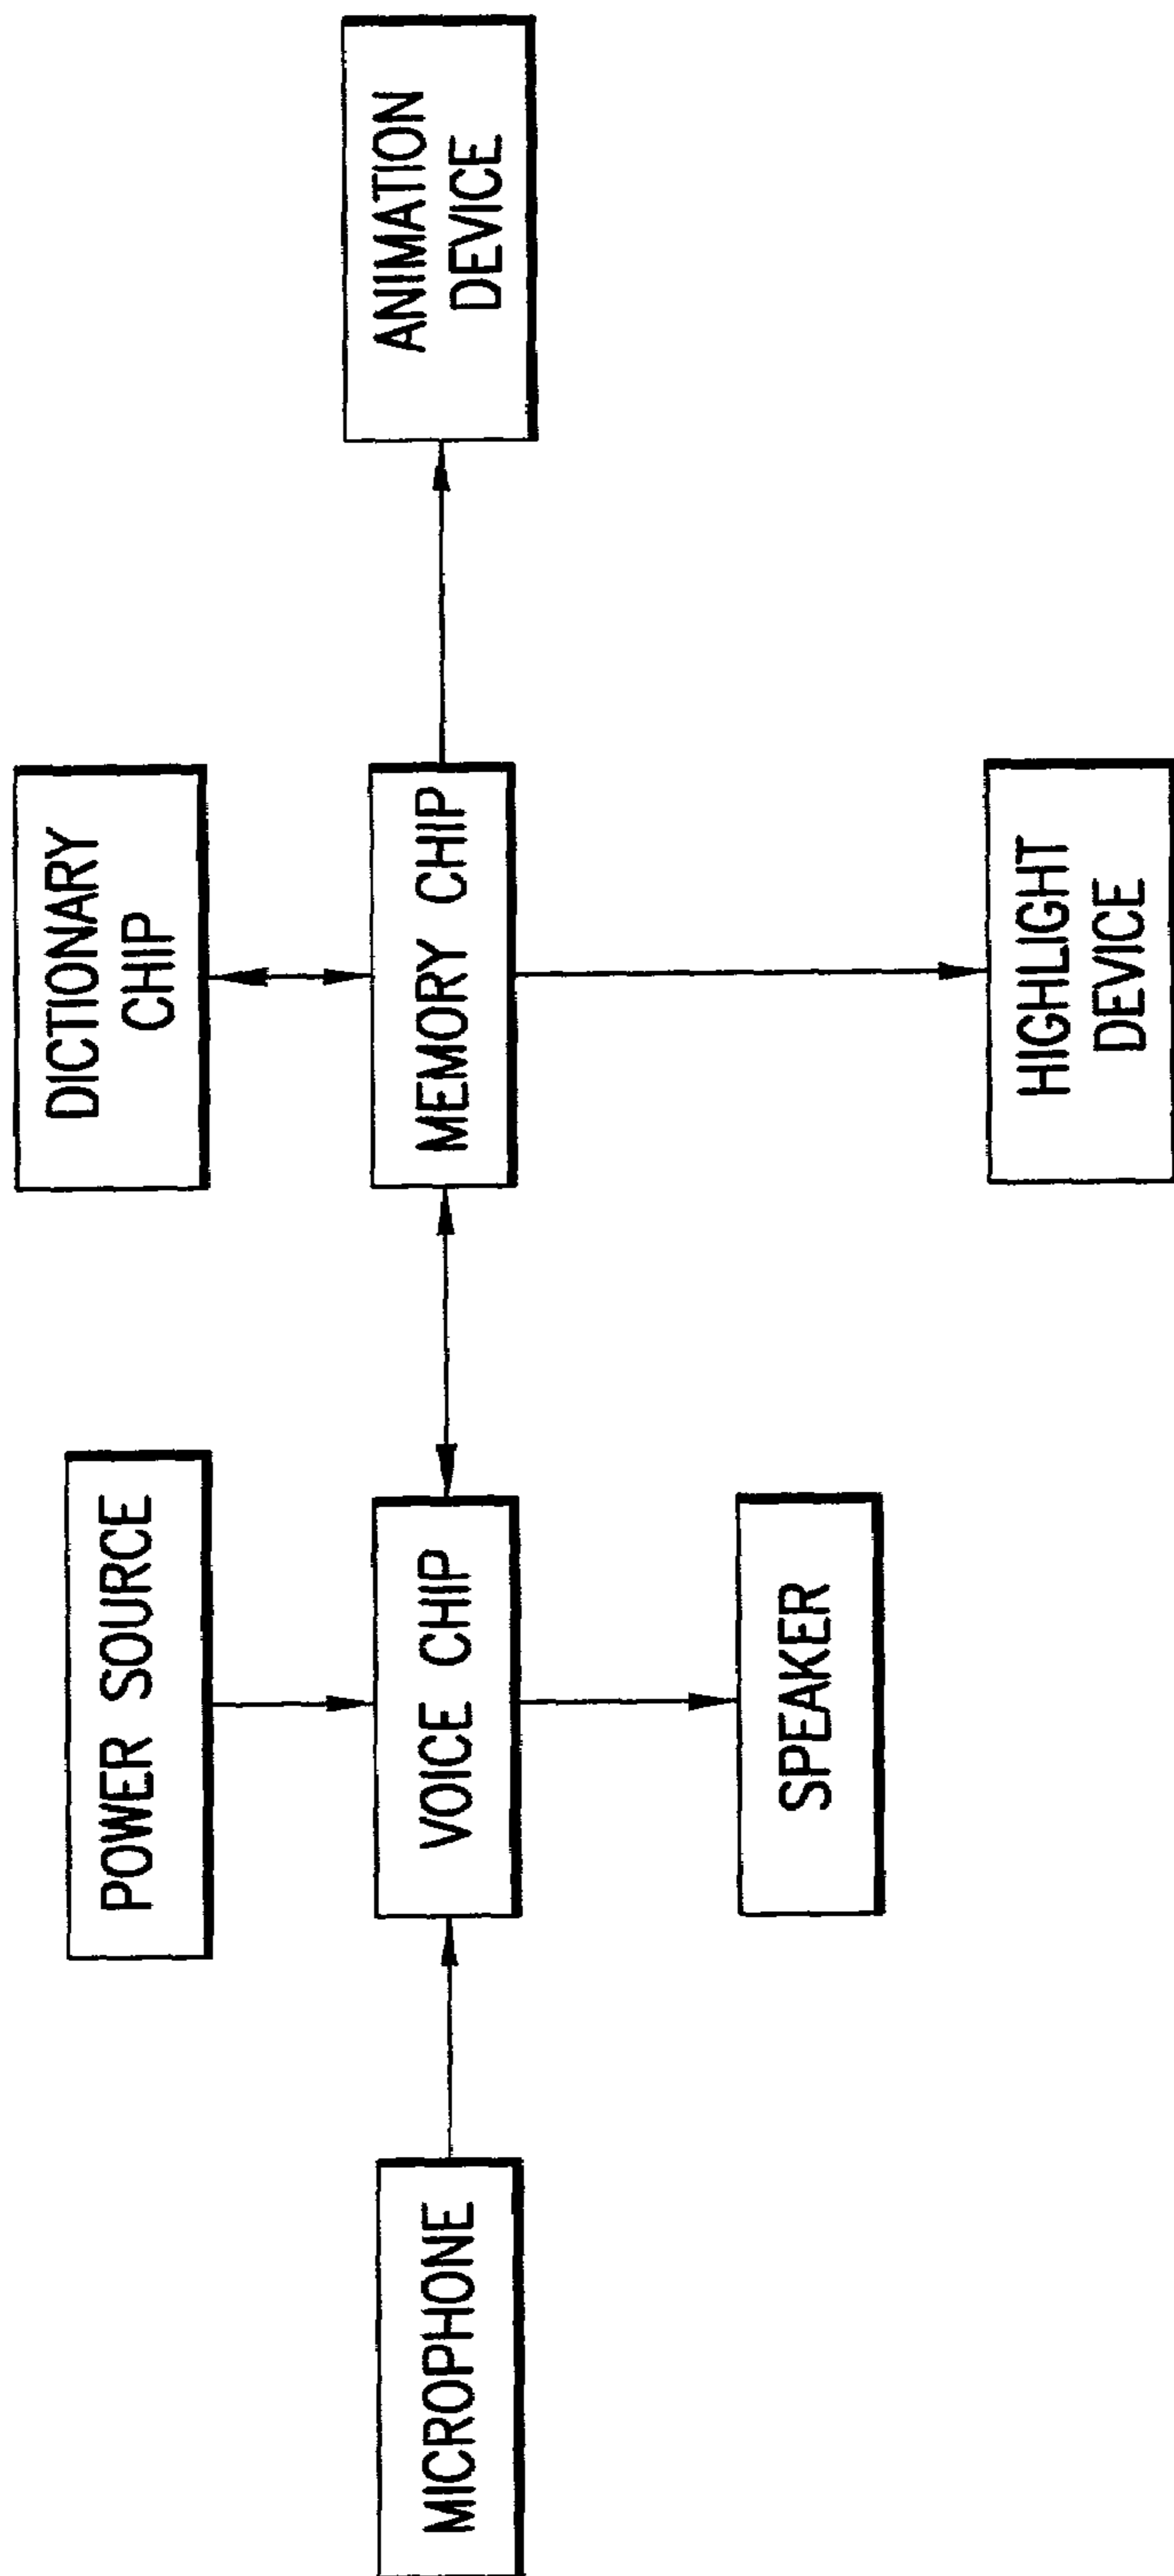 MICROPHONE
POWER SOURCE
VOICE CHIP
SPEAKER
DICTIONARY
CHIP
MEMORY CHIP
HIGHLIGHT
DEVICE
ANIMATION
DEVICE